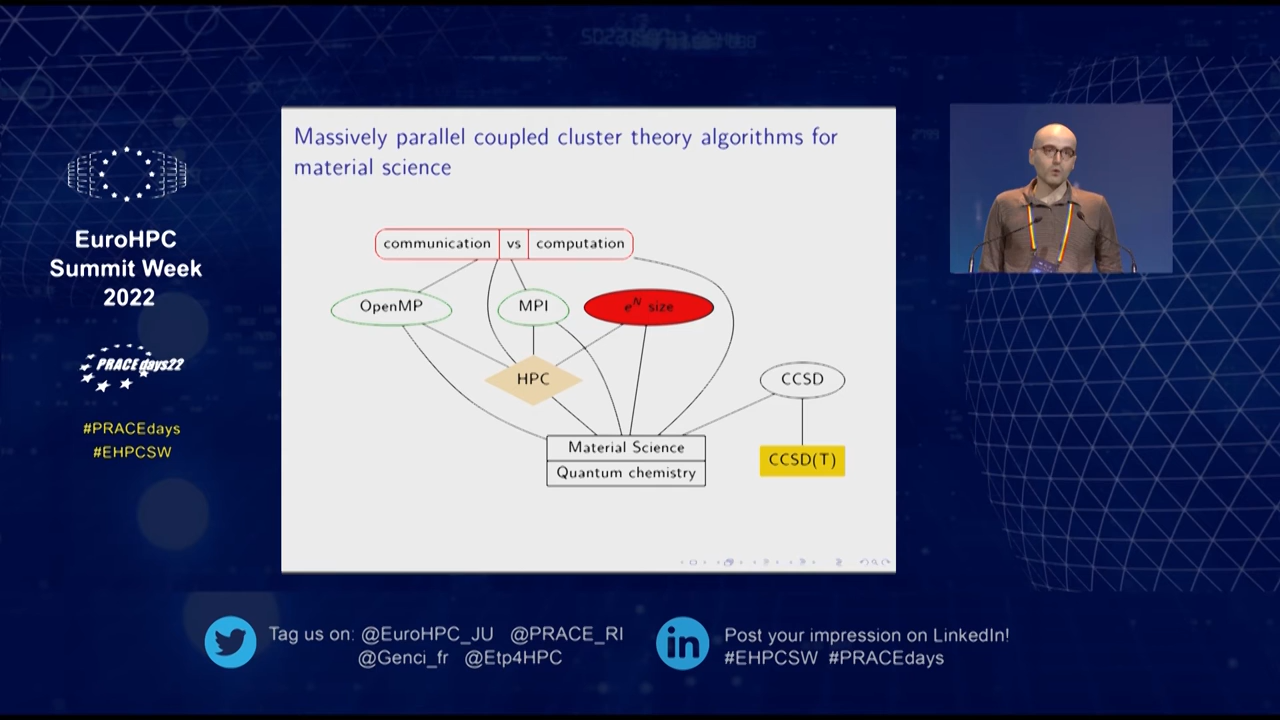 EuroHPC
Summit Week
2022
PRACEdays22
#PRACEdays
#EHPCSW
Massively parallel coupled cluster theory algorithms for
material science
communication vs computation
OpenMP
MPI
e^N size
HPC
CCSD
Material Science
CCSD(T)
Quantum chemistry
Tag us on: @EuroHPC_JU @PRACE_RI
@Genci_fr @Etp4HPC
in
Post your impression on LinkedIn!
#EHPCSW #PRACEdays